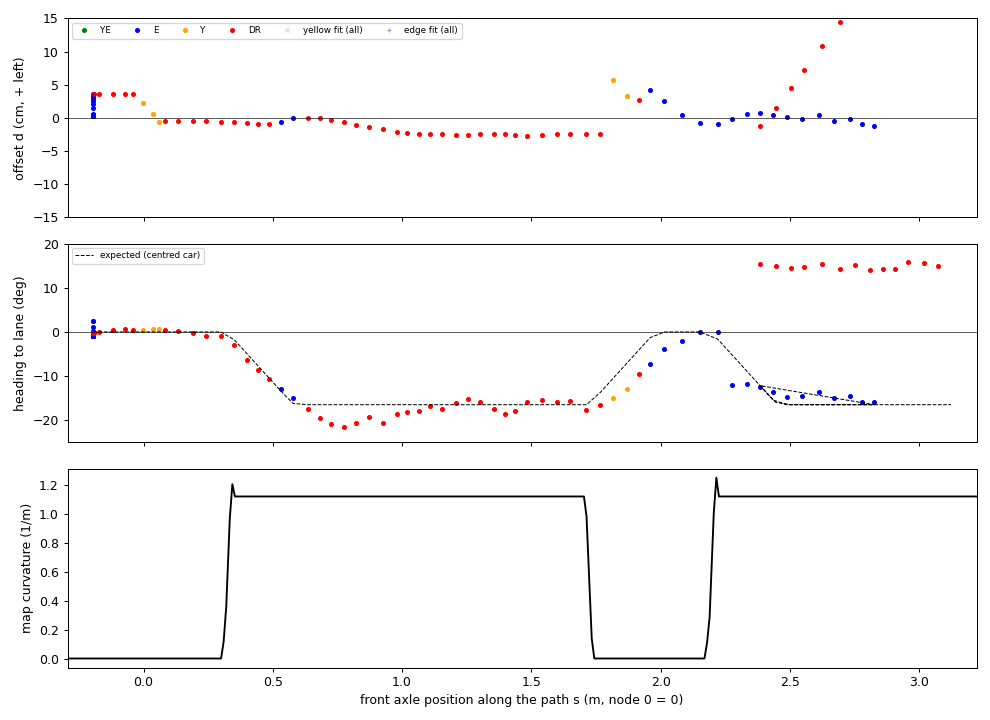 15
10
5
0
−5
−10
−15
offset d (cm, + left)
YE E Y DR yellow fit (all) edge fit (all)
20
10
0
−10
−20
heading to lane (deg)
expected (centred car)
1.2
1.0
0.8
0.6
0.4
0.2
0.0
map curvature (1/m)
0.0 0.5 1.0 1.5 2.0 2.5 3.0
front axle position along the path s (m, node 0 = 0)